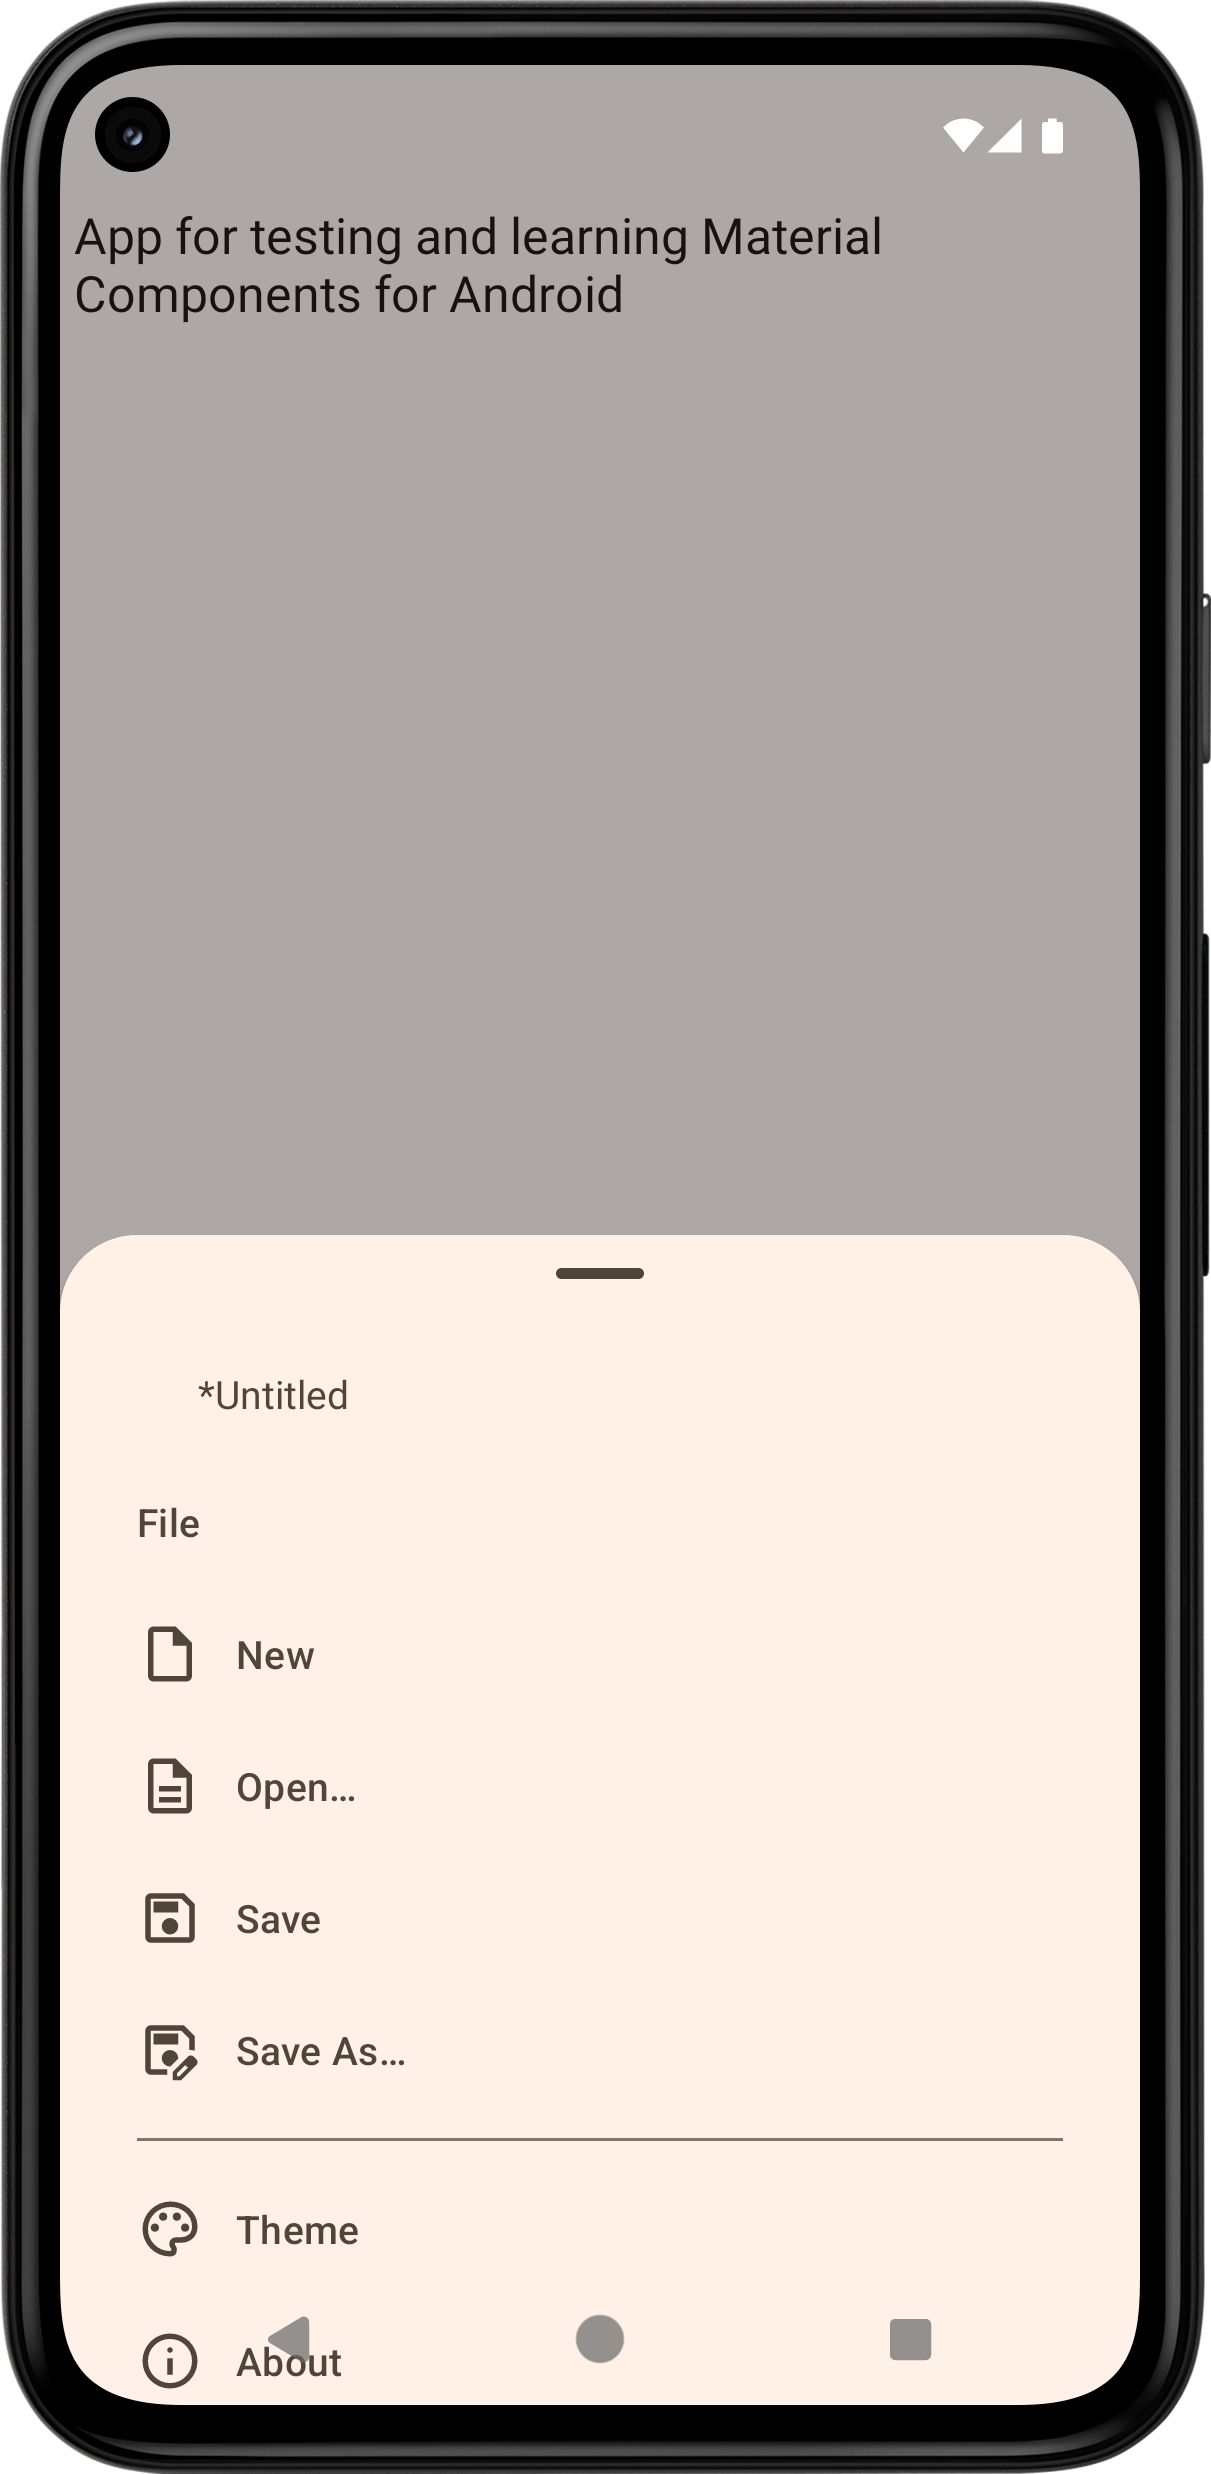 App for testing and learning Material
Components for Android
*Untitled
File
New
Open...
Save
Save As...
Theme
About